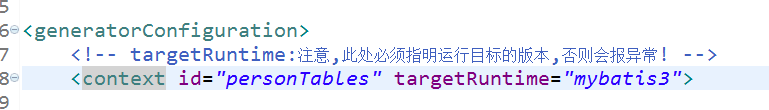 5
6 <generatorConfiguration>
7 <!-- targetRuntime:注意,此处必须指明运行目标的版本,否则会报异常! -->
8 <context id="personTables" targetRuntime="mybatis3">
9